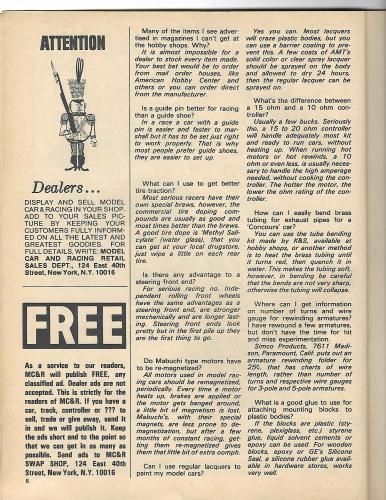 ATTENTION
Dealers...
DISPLAY AND SELL MODEL
CAR & RACING IN YOUR SHOP.
ADD TO YOUR SALES PIC-
TURE BY KEEPING YOUR
CUSTOMERS FULLY INFORM-
ED ON ALL THE LATEST AND
GREATEST GOODIES. FOR
FULL DETAILS WRITE: MODEL
CAR AND RACING RETAIL
SALES DEPT., 124 EAST 40th
Street, New York, N.Y. 10016
FREE
As a service to our readers,
MC&R will publish FREE, any
classified ad. Dealer ads are not
accepted. This is strictly for the
readers of MC&R. If you have a
car, track, controller or ??? to
sell, trade or give away, send it
in and we will publish it. Keep
the ads short and to the point so
that we can get in as many as
possible. Send ads to MC&R
SWAP SHOP, 124 East 40th
Street, New York, N.Y. 10016
8
Many of the items I see adver-
tised in magazines I can't get at
the hobby shops. Why?
It is almost impossible for a
dealer to stock every item made.
Your best bet would be to order
from mail order houses, like
American Hobby Center and
others or you can order direct
from the manufacturer.
Is a guide pin better for racing
than a guide shoe?
In a race a car with a guide
pin is easier and faster to mar-
shall but it has to be set just right
to work properly. That is why
most people prefer guide shoes,
they are easier to set up.
What can I use to get better
tire traction?
Most serious racers have their
own special brews, however, the
commercial tire doping com-
pounds are usually as good and
most times better than the brews.
A good tire dope is 'Methyl Sali-
cylate' (water, glass), that you
can get at your local drugstore.
just wipe a little on each rear
tire.
Is there any advantage to a
steering front end?
For serious racing no. Inde-
pendent rolling front wheels
have the same advantages as a
steering front end, are stronger
mechanically and are longer last-
ing. Steering front ends look
pretty but in the first pile up they
are the first thing to go.
Do Mabuchi type motors have
to be re-magnetized?
All motors used in model rac-
ing cars should be remagnetized,
periodically. Every time a motor
heats up, brakes are applied or
the motor gets banged around,
a little bit of magnetism is lost
Mabuchi's, with their special
magnets, are less prone to de-
magnetization, but after a few
months of constant racing, get-
ting them re-magnetized gives
them that little bit of extra oomph.
Can I use regular lacquers to
paint my model cars?
Yes you can. Most lacquers
will craze plastic bodies, but you
can use a barrier coating to pre-
vent this. A few coats of AMT's
solid color or clear spray lacquer
should be sprayed on the body
and allowed to dry 24 hours,
then the regular lacquer can be
sprayed on.
What's the difference between
a 15 ohm and a 10 ohm con-
troller?
Usually a few bucks. Seriously
tho, a 15 to 20 ohm controller
will handle adequately most kit
and ready to run cars, without
heating up. When running hot
motors or hot rewinds, a 10
ohm or even less, is usually neces-
sary to handle the high amperage
needed, without cooking the con-
troller. The hotter the motor, the
lower the ohm rating of the con-
troller.
How can I easily bend brass
tubing for exhaust pipes for a
'Concours' car?
You can use the tube bending
kit made by K&S, available at
hobby shops, or another method
is to heat the brass tubing until
it turns red, then quench it in
water. This makes the tubing soft.
however, in bending be careful
that the bends are not very sharp,
otherwise the tubing will collapse.
Where can I get information
on number of turns and wire
gauge for rewinding armatures?
I have rewound a few armatures,
but don't have the time for hit
and miss experimentation.
Simco Products, 7611 Madi-
son, Paramount, Calif. puts out an
armature rewinding folder for
25¢, that has charts of wire
length, rather than number of
turns and respective wire gauges
for 3-pole and 5-pole armatures.
What is a good glue to use for
attaching mounting blocks to
plastic bodies?
If the blocks are plastic (sty-
rene, plexiglass, etc.) styrene
glue, liquid solvent cements or
epoxy can be used. For wooden
blocks, epoxy or GE's Silicone
Seal, a silicone rubber glue avail-
able in hardware stores, works
very well.